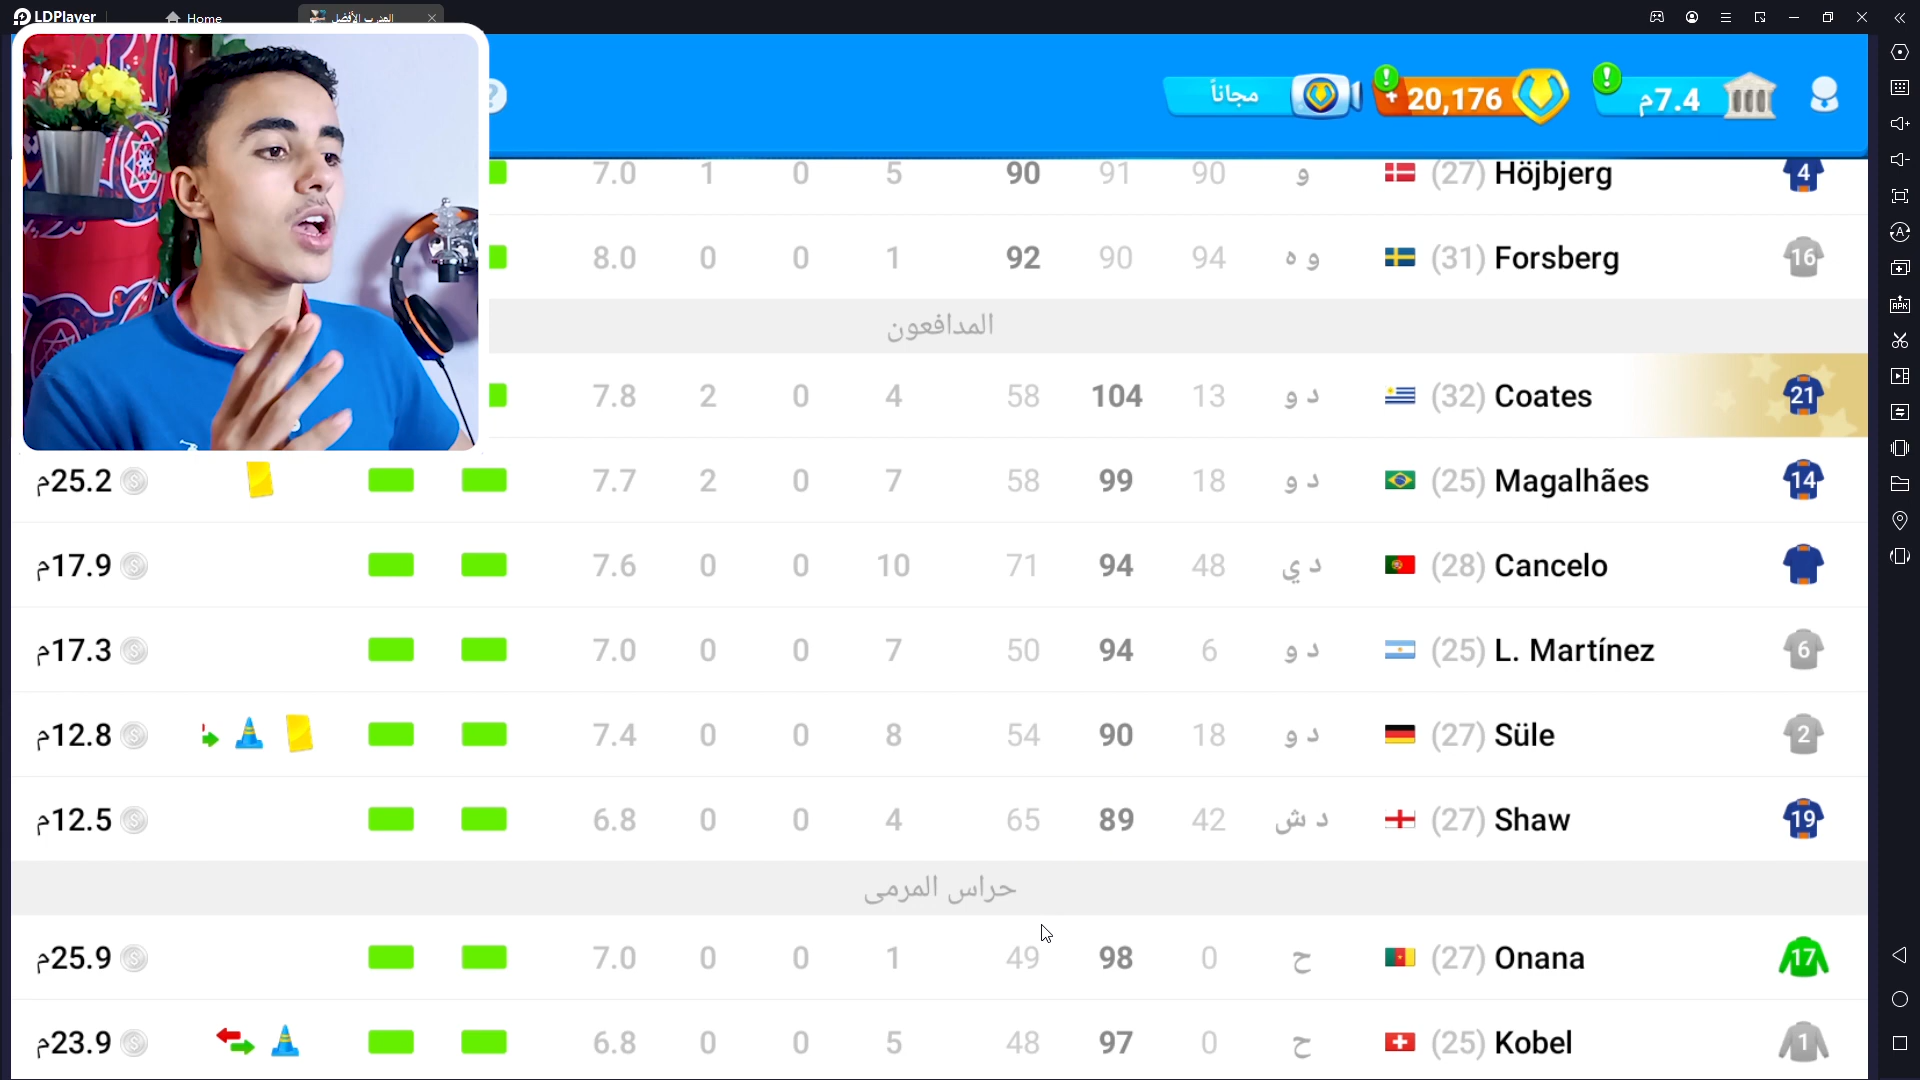 LDPlayer Home المدرب الأفضل
مجاناً 20,176 7.4م
4 Höjbjerg (27) و 90 91 90 5 0 1 7.0
16 Forsberg (31) و ه 94 90 92 1 0 0 8.0
المدافعون
21 Coates (32) د و 13 104 58 4 0 2 7.8
14 Magalhães (25) د و 18 99 58 7 0 2 7.7 25.2م
Cancelo (28) د ي 48 94 71 10 0 0 7.6 17.9م
6 L. Martínez (25) د و 6 94 50 7 0 0 7.0 17.3م
2 Süle (27) د و 18 90 54 8 0 0 7.4 12.8م
19 Shaw (27) د ش 42 89 65 4 0 0 6.8 12.5م
حراس المرمى
17 Onana (27) ح 0 98 49 1 0 0 7.0 25.9م
1 Kobel (25) ح 0 97 48 5 0 0 6.8 23.9م